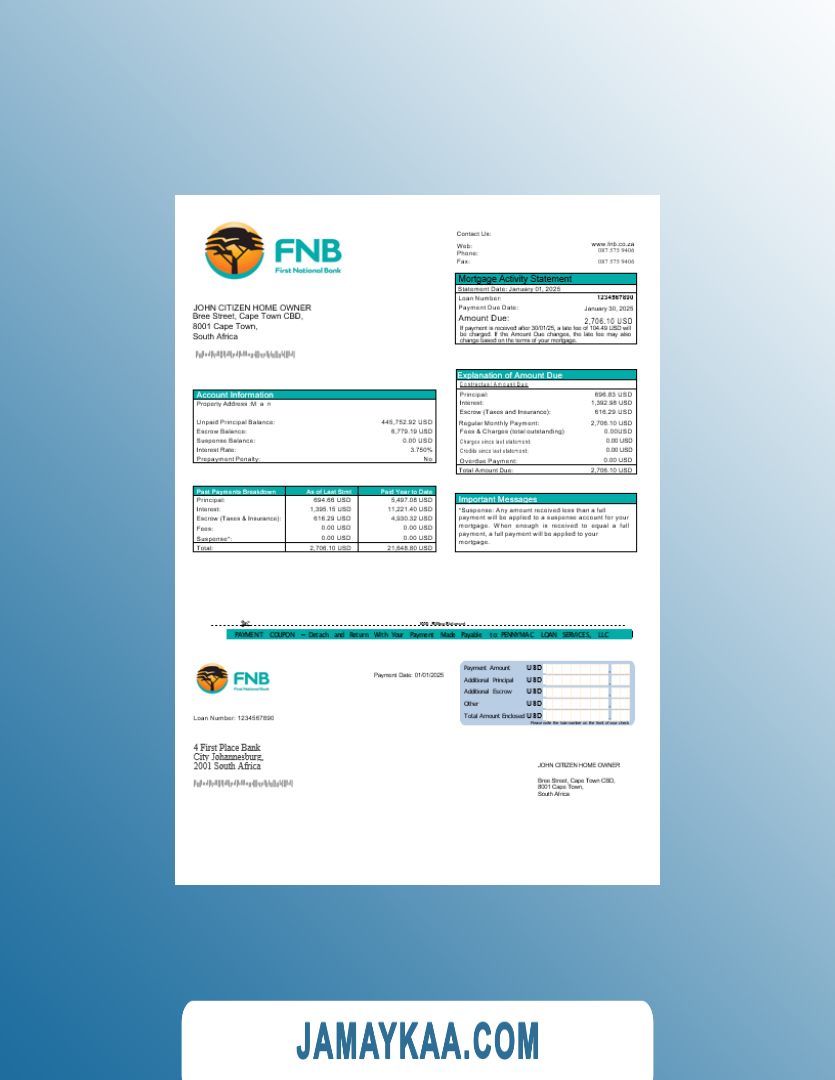 FNB
First National Bank
Contact Us:
Web: www.fnb.co.za
Phone: 087 575 9406
Fax: 087 575 9406
Mortgage Activity Statement
Statement Date: January 01, 2025
Loan Number: 1234567890
Payment Due Date: January 30, 2025
Amount Due: 2,706.10 USD
If payment is received after 30/01/25, a late fee of 104.49 USD will
be charged. If the Amount Due changes, the late fee may also
change based on the terms of your mortgage.
JOHN CITIZEN HOME OWNER
Bree Street, Cape Town CBD,
8001 Cape Town,
South Africa
Explanation of Amount Due
Contractual Amount Due
Principal: 696.83 USD
Interest: 1,392.98 USD
Escrow (Taxes and Insurance): 616.29 USD
Regular Monthly Payment: 2,706.10 USD
Fees & Charges (total outstanding): 0.00USD
Charges since last statement: 0.00 USD
Credits since last statement: 0.00 USD
Overdue Payment: 0.00 USD
Total Amount Due: 2,706.10 USD
Account Information
Property Address :M a n
Unpaid Principal Balance: 445,752.92 USD
Escrow Balance: 6,779.19 USD
Suspense Balance: 0.00 USD
Interest Rate: 3.750%
Prepayment Penalty: No
Past Payments Breakdown As of Last Stmt Paid Year to Date
Principal: 694.66 USD 5,497.08 USD
Interest: 1,395.15 USD 11,221.40 USD
Escrow (Taxes & Insurance): 616.29 USD 4,930.32 USD
Fees: 0.00 USD 0.00 USD
Suspense*: 0.00 USD 0.00 USD
Total: 2,706.10 USD 21,648.80 USD
Important Messages
*Suspense: Any amount received less than a full
payment will be applied to a suspense account for your
mortgage. When enough is received to equal a full
payment, a full payment will be applied to your
mortgage.
PAYMENT COUPON – Detach and Return With Your Payment Made Payable to PENNYMAC LOAN SERVICES, LLC
FNB
First National Bank
Payment Date: 01/01/2025
Payment Amount USD
Additional Principal USD
Additional Escrow USD
Other USD
Total Amount Enclosed USD
Please write the loan number on the front of your check
Loan Number: 1234567890
4 First Place Bank
City Johannesburg,
2001 South Africa
JOHN CITIZEN HOME OWNER
Bree Street, Cape Town CBD,
8001 Cape Town,
South Africa
JAMAYKAA.COM